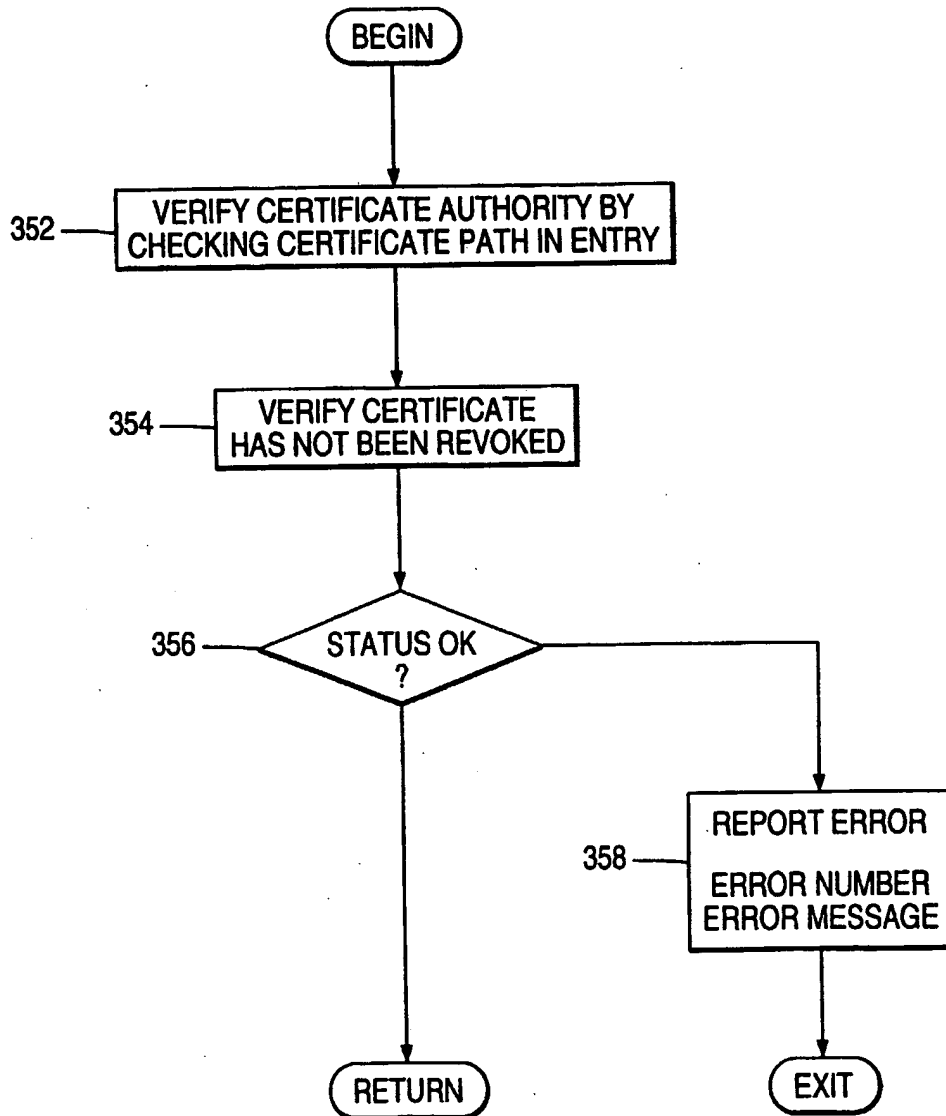 BEGIN
352
VERIFY CERTIFICATE AUTHORITY BY
CHECKING CERTIFICATE PATH IN ENTRY
354
VERIFY CERTIFICATE
HAS NOT BEEN REVOKED
356
STATUS OK
?
358
REPORT ERROR
ERROR NUMBER
ERROR MESSAGE
RETURN
EXIT